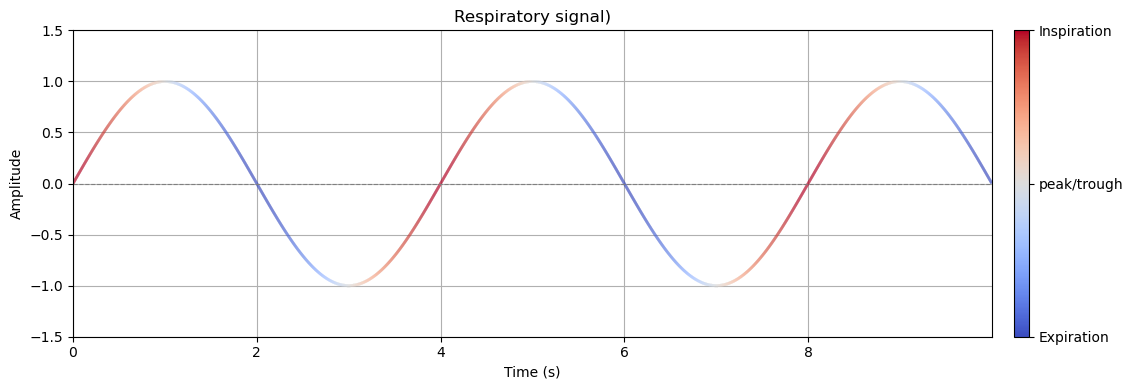 Respiratory signal)
1.5
1.0
0.5
0.0
−0.5
−1.0
−1.5
Amplitude
0
2
4
6
8
Time (s)
Inspiration
peak/trough
Expiration